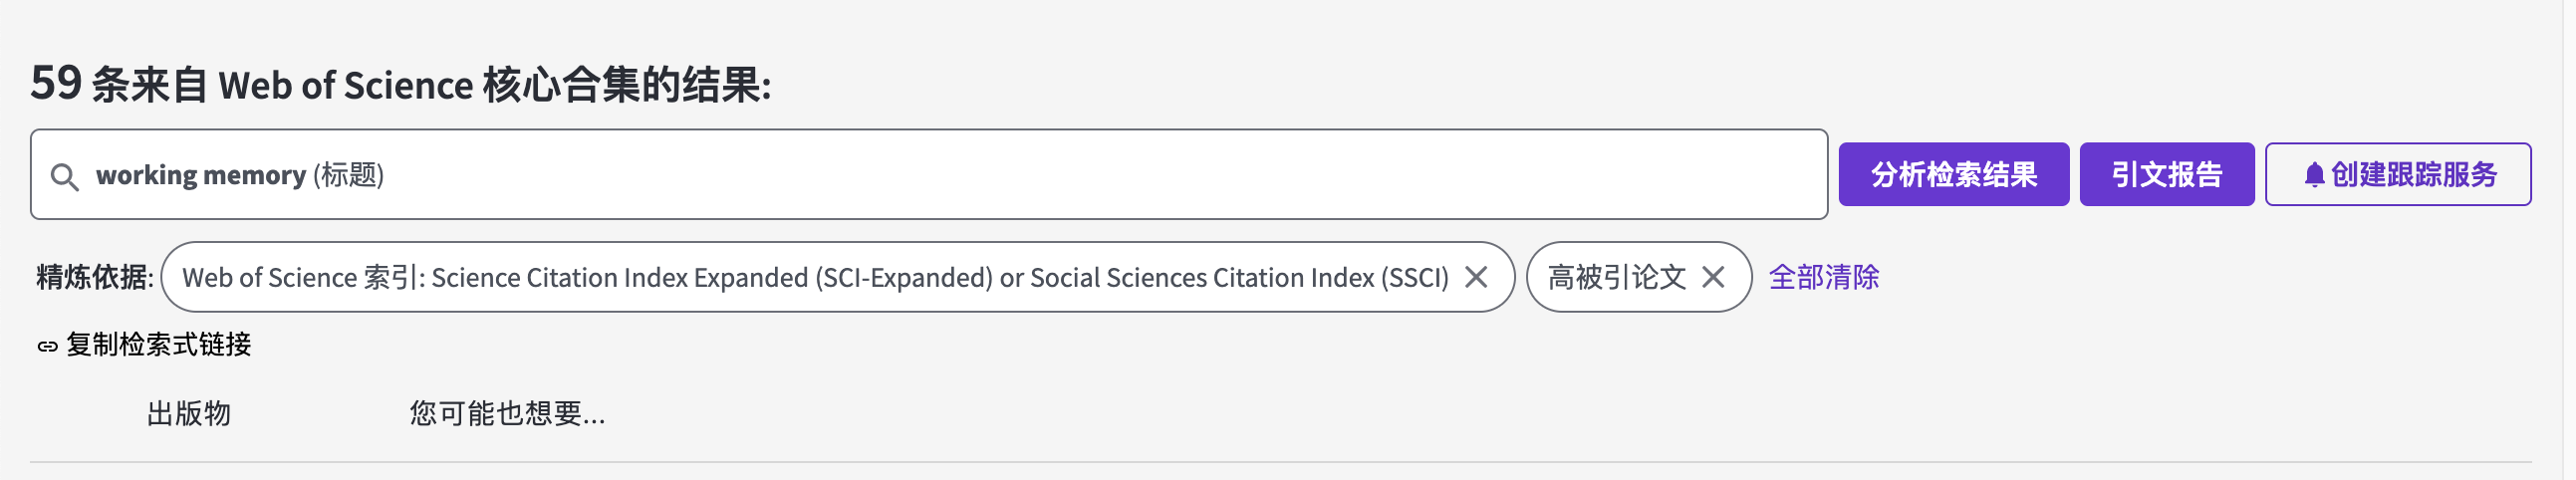 59 条来自 Web of Science 核心合集的结果:
working memory (标题)
分析检索结果
引文报告
创建跟踪服务
精炼依据: Web of Science 索引: Science Citation Index Expanded (SCI-Expanded) or Social Sciences Citation Index (SSCI) 高被引论文 全部清除
复制检索式链接
出版物 您可能也想要...